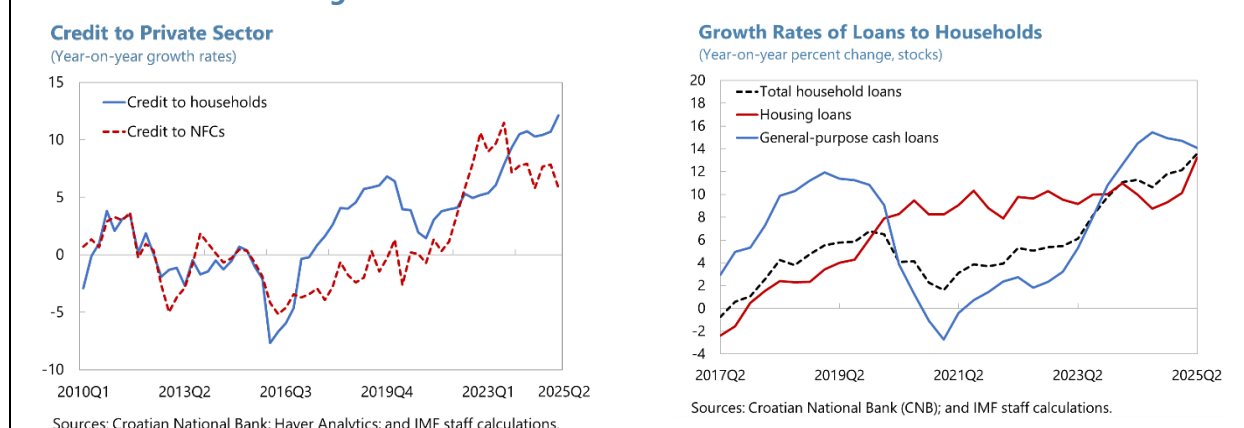 Credit to Private Sector
(Year-on-year growth rates)
15
10
5
0
-5
-10
Credit to households
Credit to NFCs
2010Q1 2013Q2 2016Q3 2019Q4 2023Q1 2025Q2
Sources: Croatian National Bank; Haver Analytics; and IMF staff calculations.
Growth Rates of Loans to Households
(Year-on-year percent change, stocks)
20
18
16
14
12
10
8
6
4
2
0
-2
-4
Total household loans
Housing loans
General-purpose cash loans
2017Q2 2019Q2 2021Q2 2023Q2 2025Q2
Sources: Croatian National Bank (CNB); and IMF staff calculations.